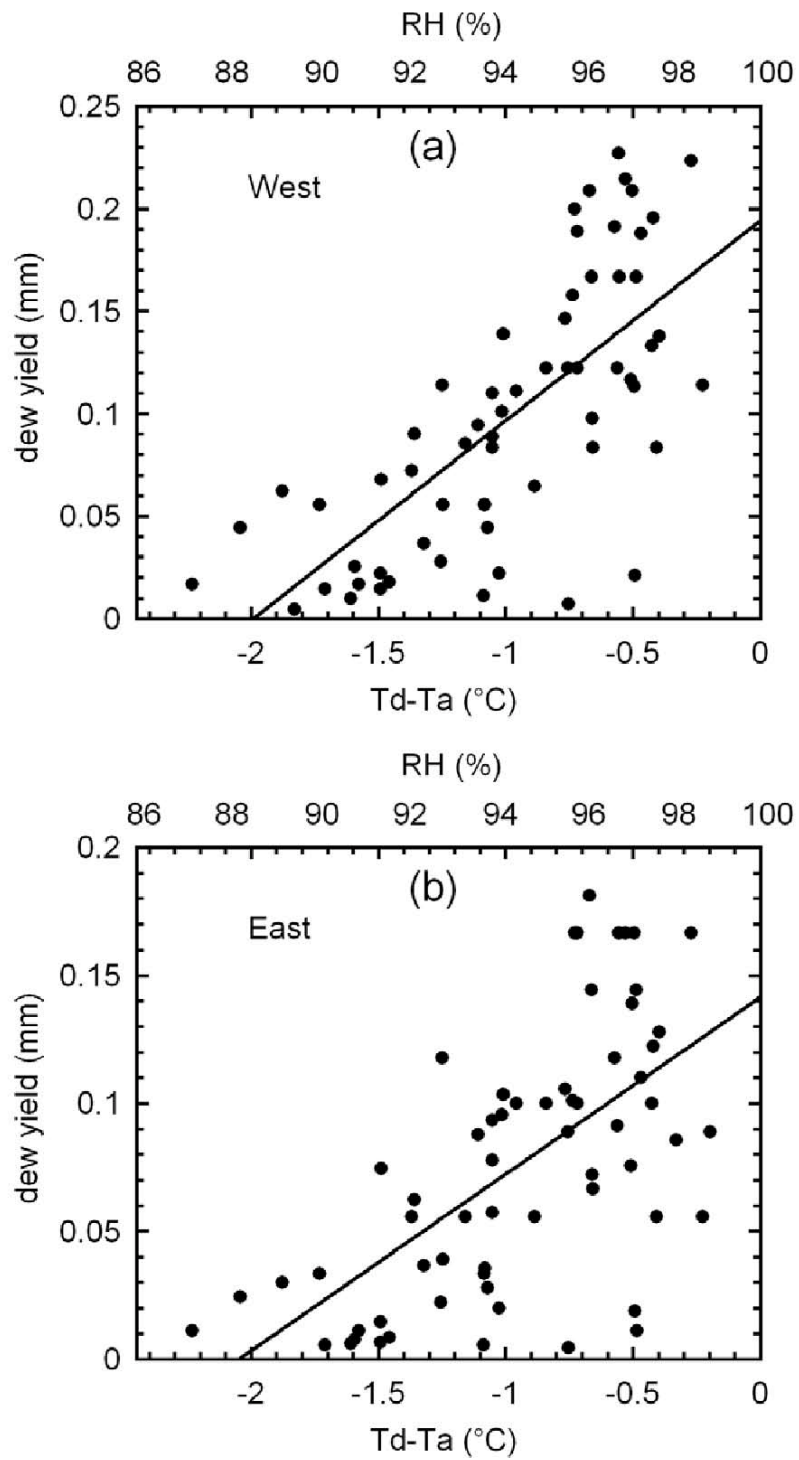 RH (%)
86 88 90 92 94 96 98 100
0.25
(a)
West
0.2
0.15
dew yield (mm)
0.1
0.05
0
-2 -1.5 -1 -0.5 0
Td-Ta (°C)
RH (%)
86 88 90 92 94 96 98 100
0.2
(b)
East
0.15
dew yield (mm)
0.1
0.05
0
-2 -1.5 -1 -0.5 0
Td-Ta (°C)